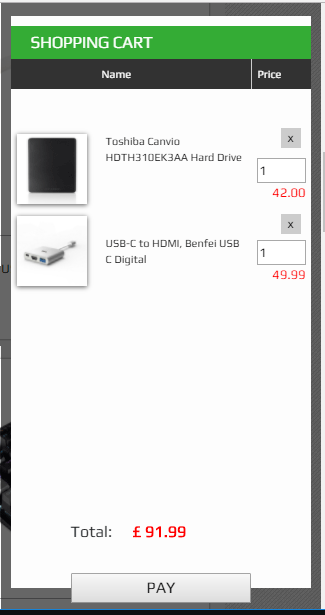 SHOPPING CART
Name Price
x
Toshiba Canvio
HDTH310EK3AA Hard Drive
1
42.00
x
USB-C to HDMI, Benfei USB
C Digital
1
49.99
Total: £ 91.99
PAY